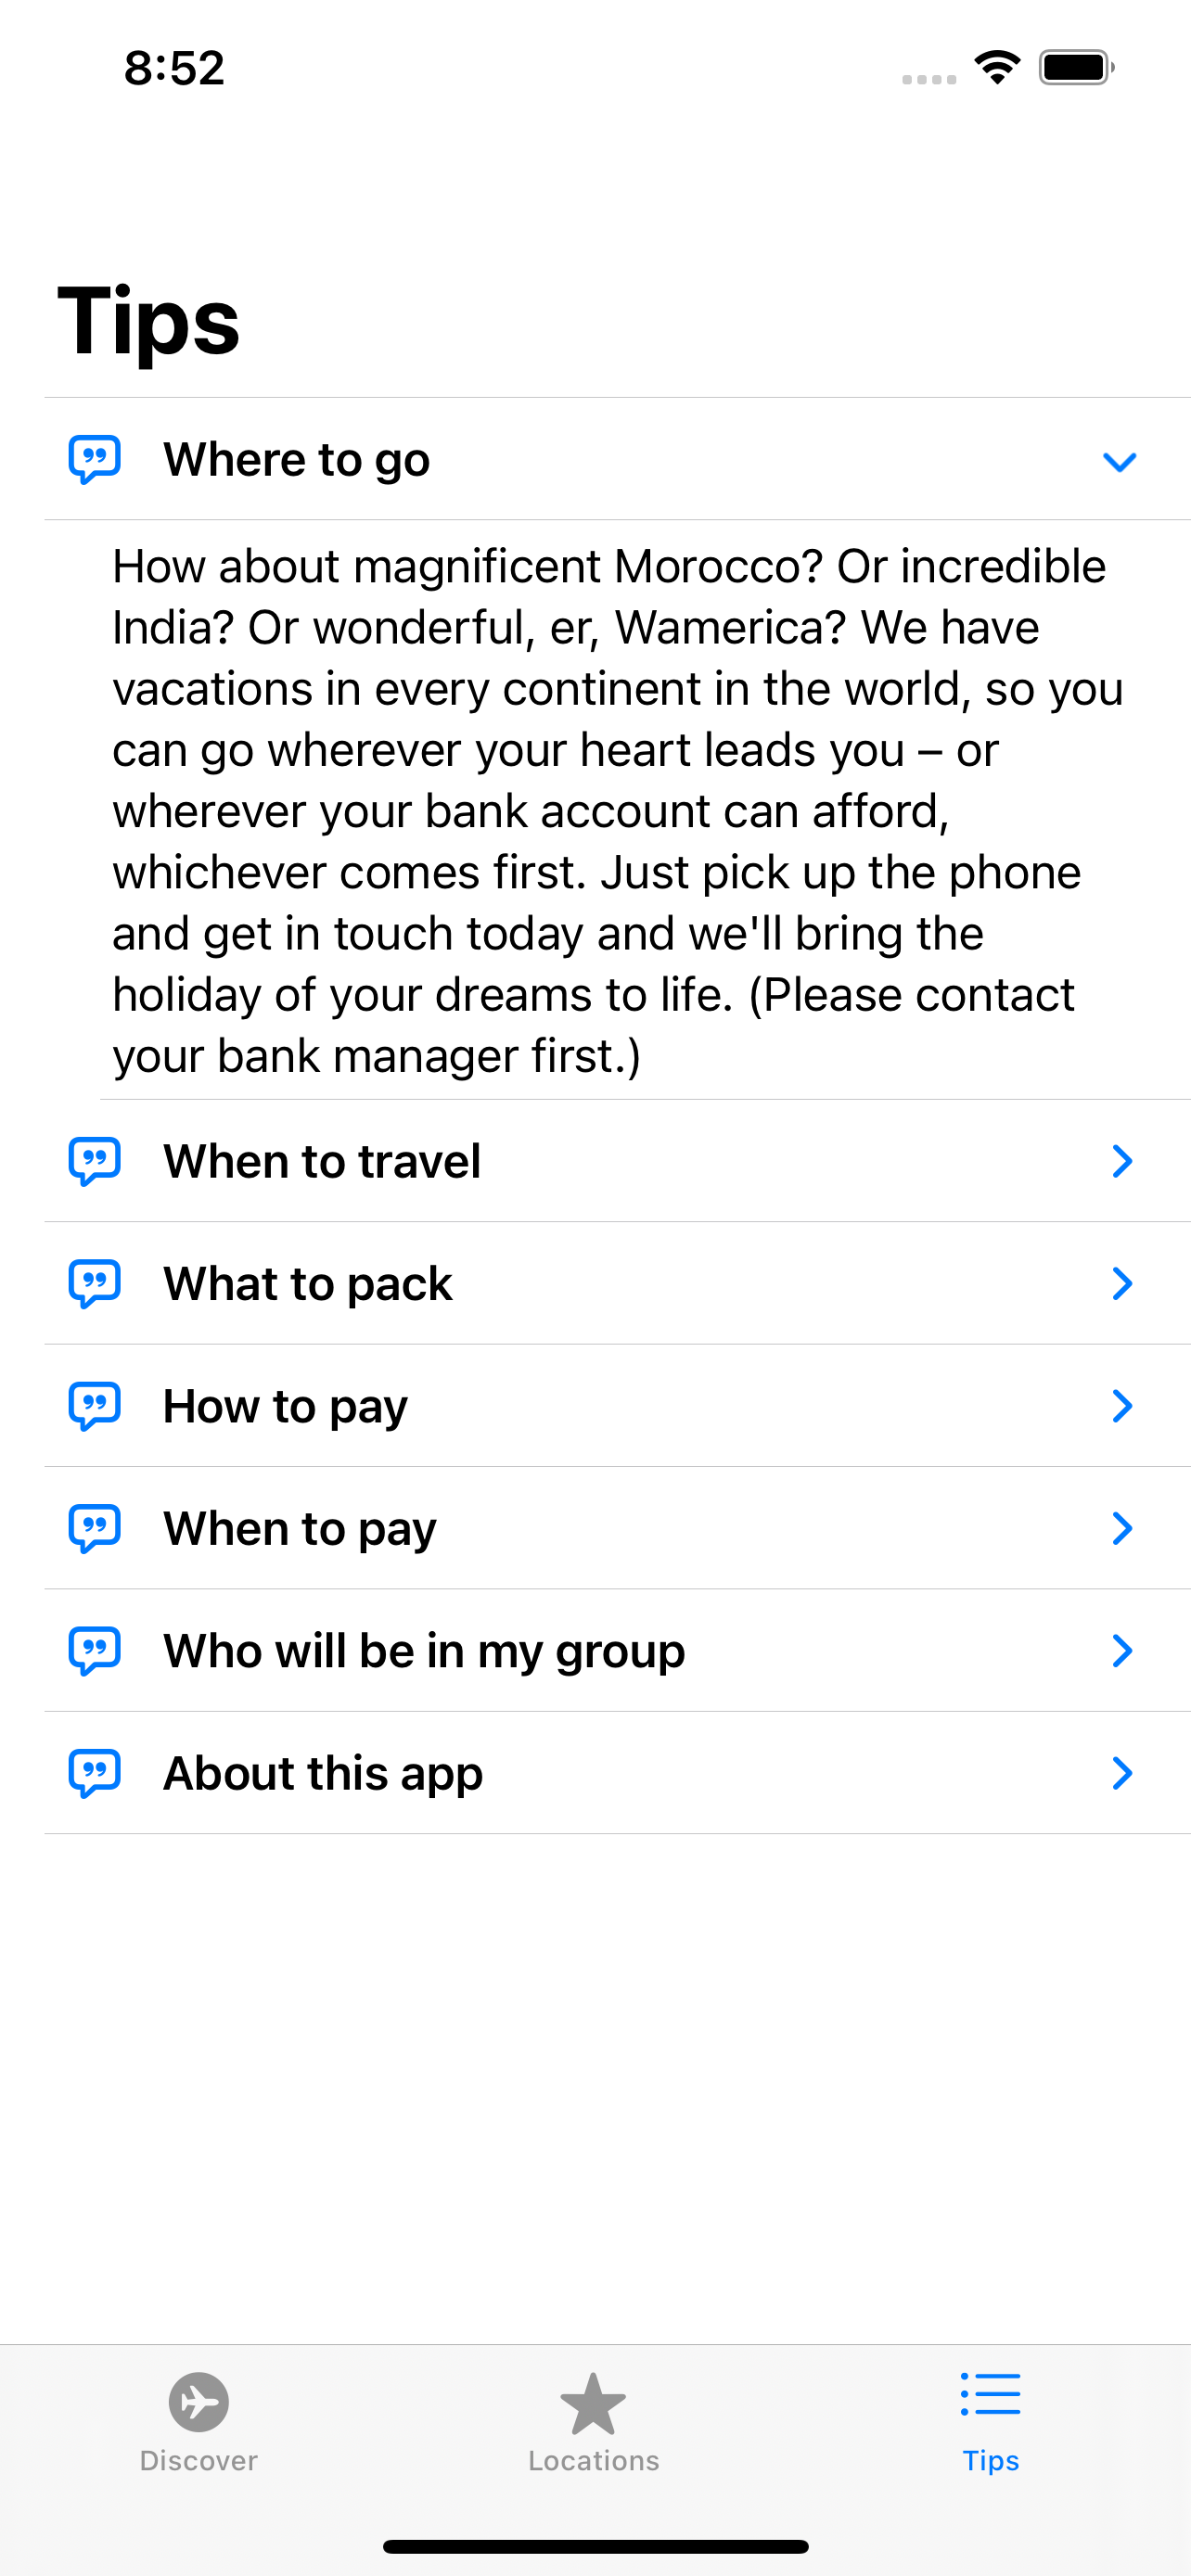 8:52
Tips
Where to go
How about magnificent Morocco? Or incredible
India? Or wonderful, er, Wamerica? We have
vacations in every continent in the world, so you
can go wherever your heart leads you – or
wherever your bank account can afford,
whichever comes first. Just pick up the phone
and get in touch today and we'll bring the
holiday of your dreams to life. (Please contact
your bank manager first.)
When to travel
What to pack
How to pay
When to pay
Who will be in my group
About this app
Discover
Locations
Tips